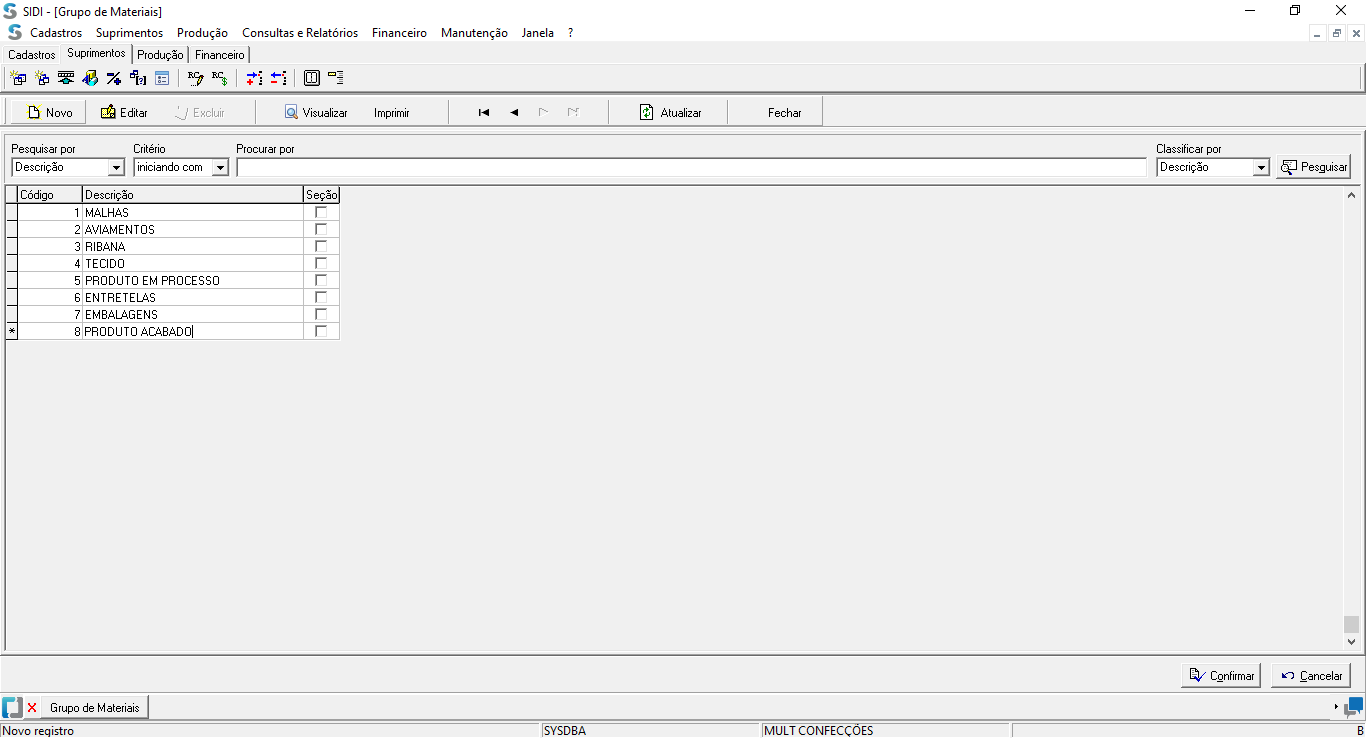 SIDI - [Grupo de Materiais]
Cadastros Suprimentos Produção Consultas e Relatórios Financeiro Manutenção Janela ?
Cadastros Suprimentos Produção Financeiro
Novo Editar Excluir Visualizar Imprimir Atualizar Fechar
Pesquisar por Critério Procurar por Classificar por
Descrição iniciando com Descrição Pesquisar
Código Descrição Seção
1 MALHAS
2 AVIAMENTOS
3 RIBANA
4 TECIDO
5 PRODUTO EM PROCESSO
6 ENTRETELAS
7 EMBALAGENS
* 8 PRODUTO ACABADO
Confirmar Cancelar
Grupo de Materiais
Novo registro SYSDBA MULT CONFECÇÕES B